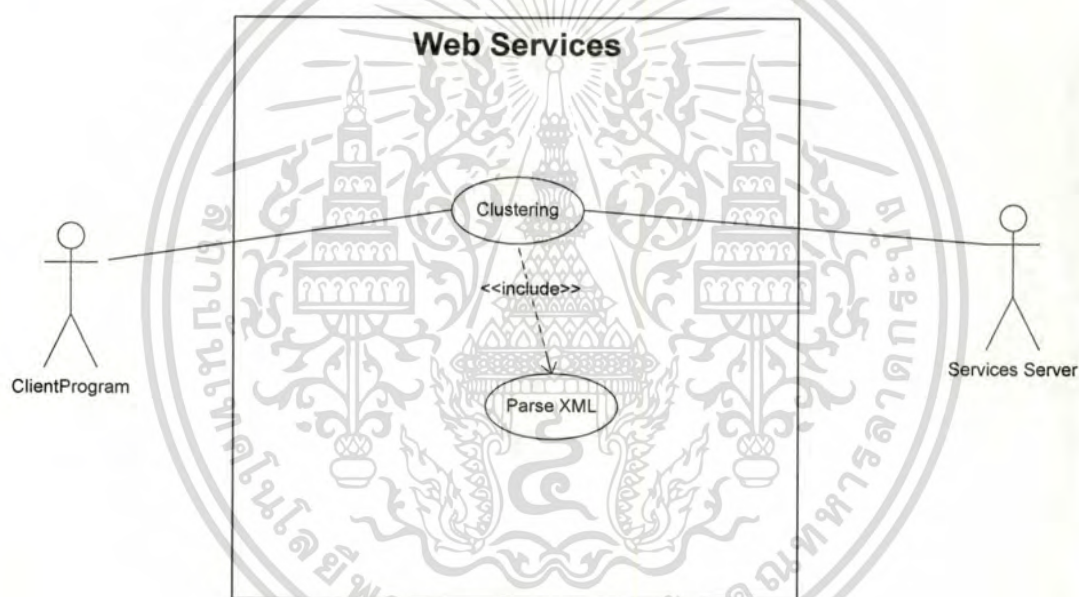 Web Services
Clustering
<<include>>
Parse XML
ClientProgram
Services Server